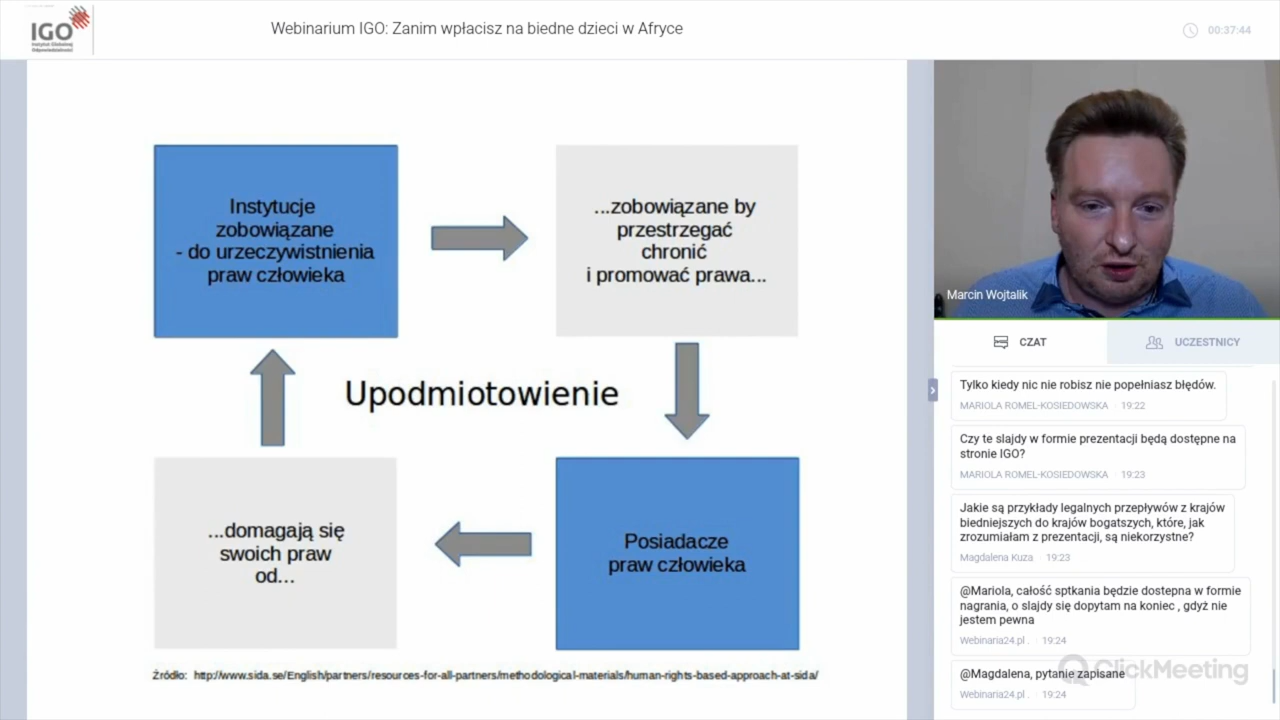 IGO
Instytut Globalnej
Odpowiedzialności
Webinarium IGO: Zanim wpłacisz na biedne dzieci w Afryce
00:37:44
Instytucje
zobowiązane
- do urzeczywistnienia
praw człowieka
...zobowiązane by
przestrzegać
chronić
i promować prawa...
Upodmiotowienie
...domagają się
swoich praw
od...
Posiadacze
praw człowieka
Źródło: http://www.sida.se/English/partners/resources-for-all-partners/methodological-materials/human-rights-based-approach-at-sida/
Marcin Wojtalik
CZAT
UCZESTNICY
Tylko kiedy nic nie robisz nie popełniasz błędów.
MARIOLA ROMEL-KOSIEDOWSKA · 19:22
Czy te slajdy w formie prezentacji będą dostępne na
stronie IGO?
MARIOLA ROMEL-KOSIEDOWSKA · 19:23
Jakie są przykłady legalnych przepływów z krajów
biedniejszych do krajów bogatszych, które, jak
zrozumiałam z prezentacji, są niekorzystne?
Magdalena Kuza · 19:23
@Mariola, całość sptkania będzie dostepna w formie
nagrania, o slajdy się dopytam na koniec , gdyż nie
jestem pewna
Webinaria24.pl . · 19:24
@Magdalena, pytanie zapisane
Webinaria24.pl . · 19:24
ClickMeeting